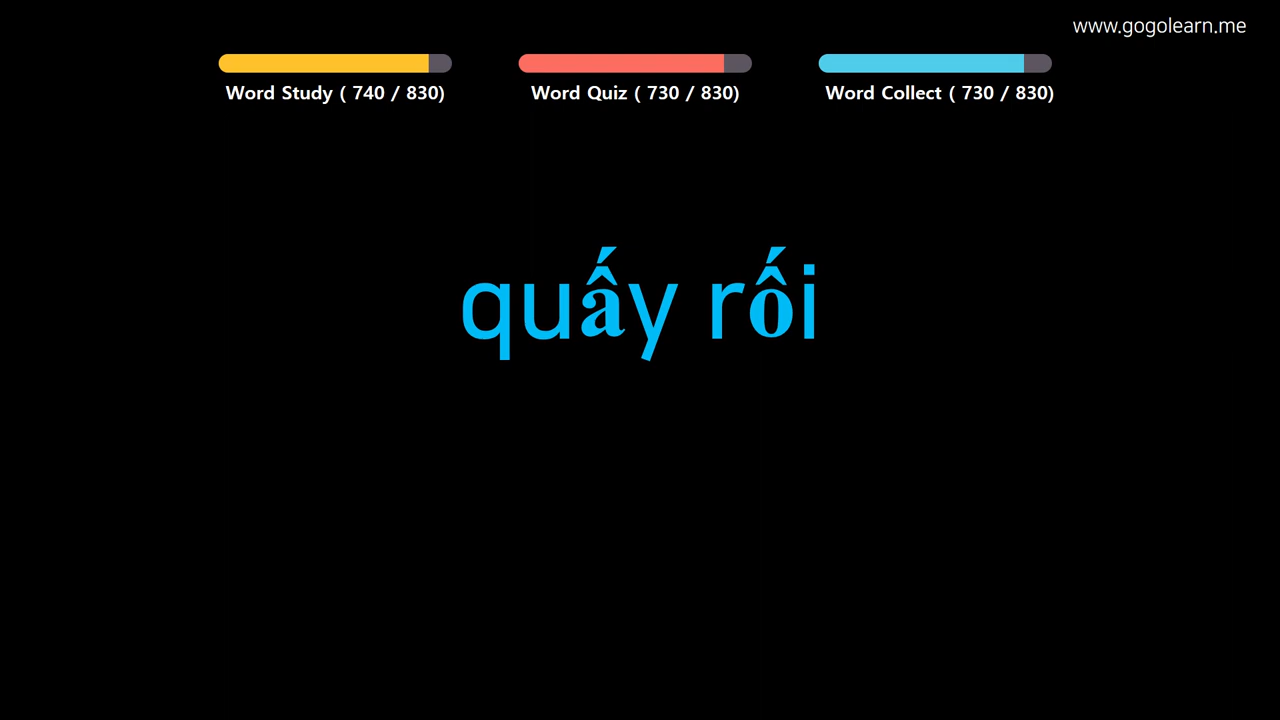 www.gogolearn.me
Word Study ( 740 / 830)
Word Quiz ( 730 / 830)
Word Collect ( 730 / 830)
quấy rối